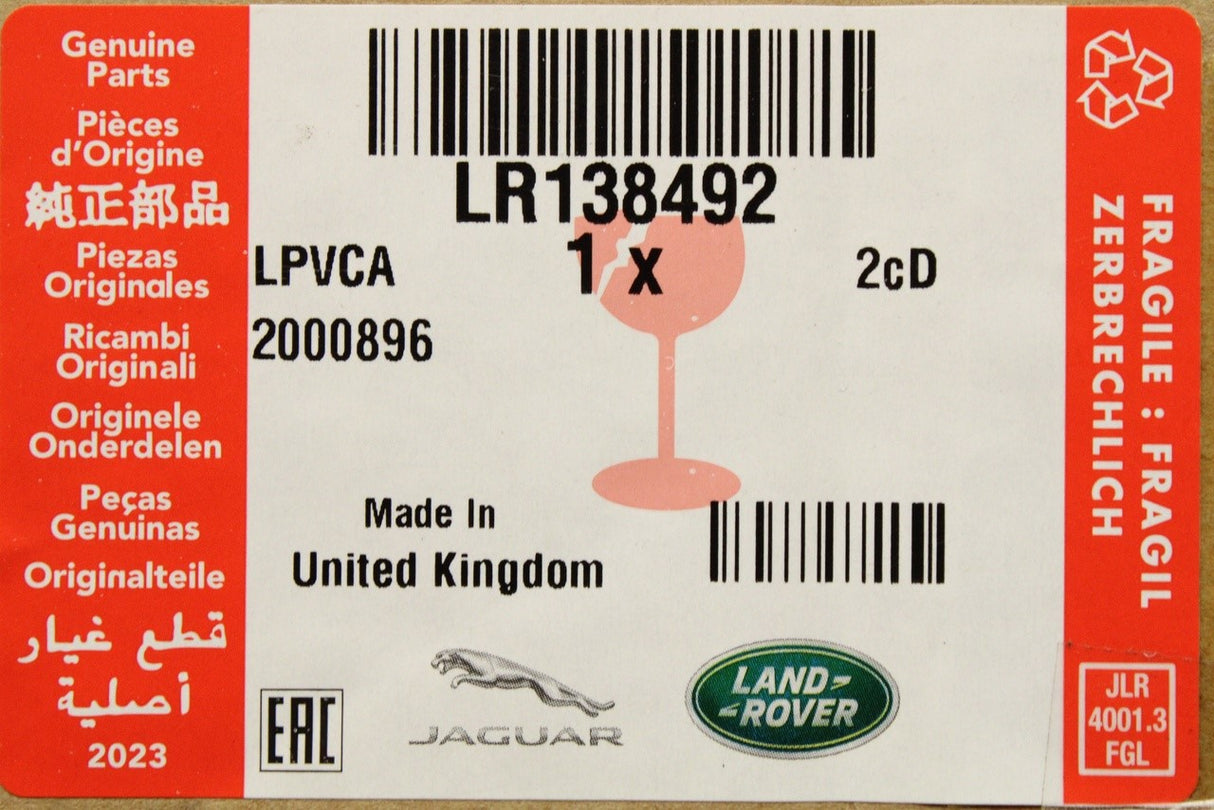 Genuine
Parts
Pièces
d'Origine
純正部品
Piezas
Originales
Ricambi
Originali
Originele
Onderdelen
Peças
Genuinas
Originalteile
قطع غيار
أصلية
2023
LR138492
LPVCA
1 x
2cD
2000896
Made In
United Kingdom
EAC
JAGUAR
LAND-
-ROVER
FRAGILE : FRAGIL
ZERBRECHLICH
JLR
4001.3
FGL